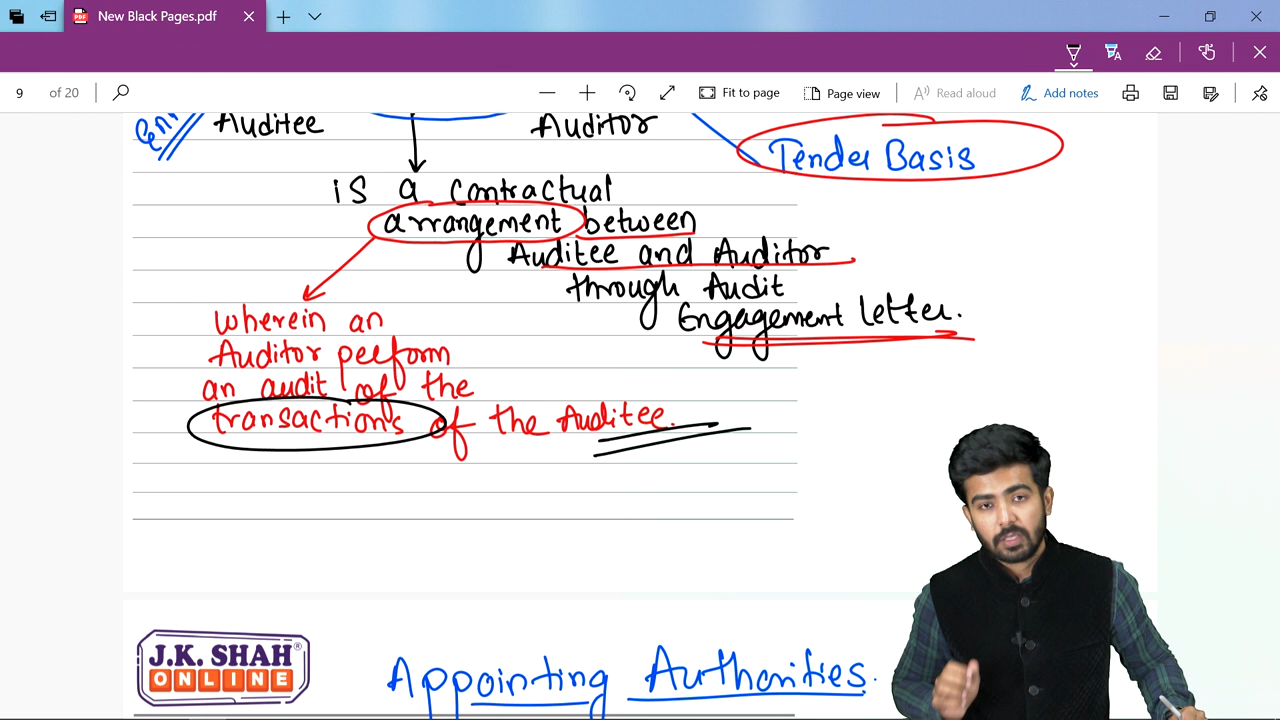 New Black Pages.pdf
9 of 20
Fit to page
Page view
Read aloud
Add notes
Auditee
Auditor
Tender Basis
is a contractual
arrangement between
Auditee and Auditor
through Audit
Engagement letter.
Wherein an
Auditor perform
an audit of the
transactions of the Auditee.
J.K. SHAH®
ONLINE
Appointing Authorities.